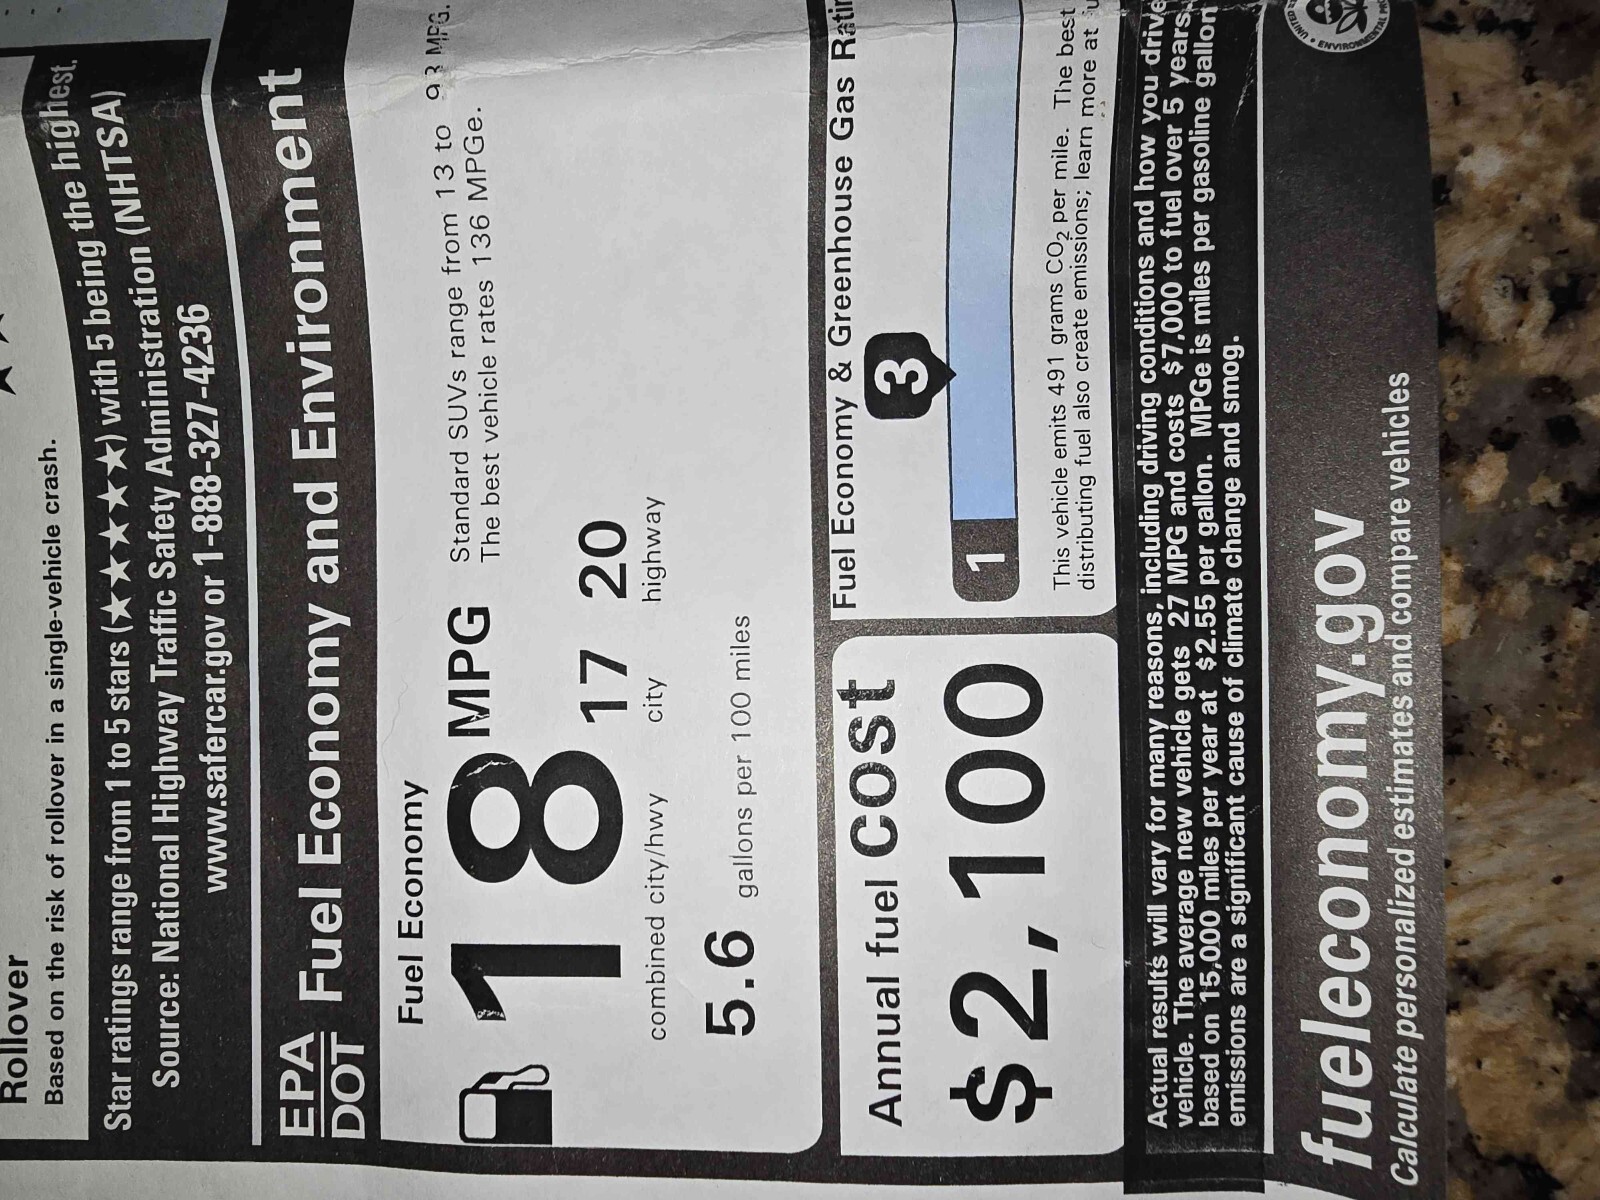 Rollover
Based on the risk of rollover in a single-vehicle crash.
Star ratings range from 1 to 5 stars (★★★★★) with 5 being the highest.
Source: National Highway Traffic Safety Administration (NHTSA)
www.safercar.gov or 1-888-327-4236
EPA
DOT
Fuel Economy and Environment
Fuel Economy
18 MPG
combined city/hwy
17
city
20
highway
5.6 gallons per 100 miles
Standard SUVs range from 13 to 93 MPG.
The best vehicle rates 136 MPGe.
Annual fuel cost
$2,100
Fuel Economy & Greenhouse Gas
3
1
This vehicle emits 491 grams CO2 per mile. The best
distributing fuel also create emissions; learn more at
Actual results will vary for many reasons, including driving conditions and how you drive
vehicle. The average new vehicle gets 27 MPG and costs $7,000 to fuel over 5 years
based on 15,000 miles per year at $2.55 per gallon. MPGe is miles per gasoline gallon
emissions are a significant cause of climate change and smog.
fueleconomy.gov
Calculate personalized estimates and compare vehicles